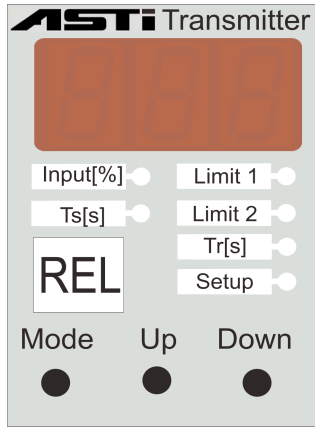 ASTi Transmitter
Input[%] Limit 1
Ts[s] Limit 2
Tr[s]
REL Setup
Mode Up Down